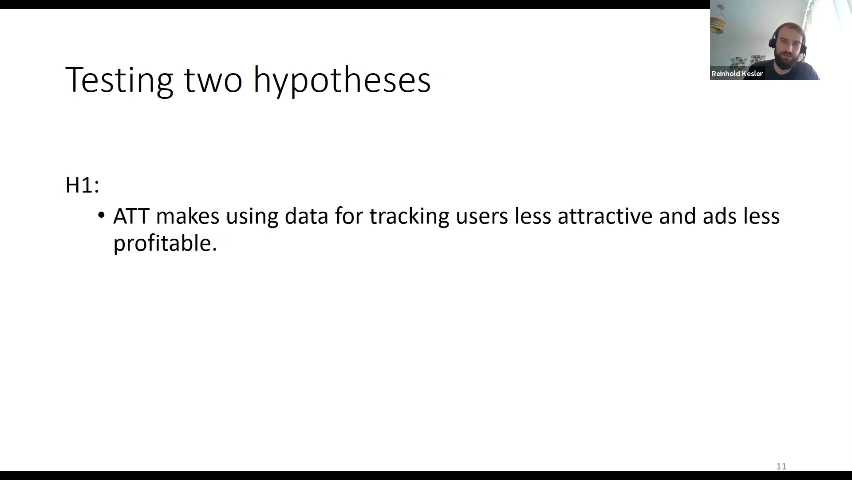 Reinhold Kesler
Testing two hypotheses
H1:
• ATT makes using data for tracking users less attractive and ads less
profitable.
11